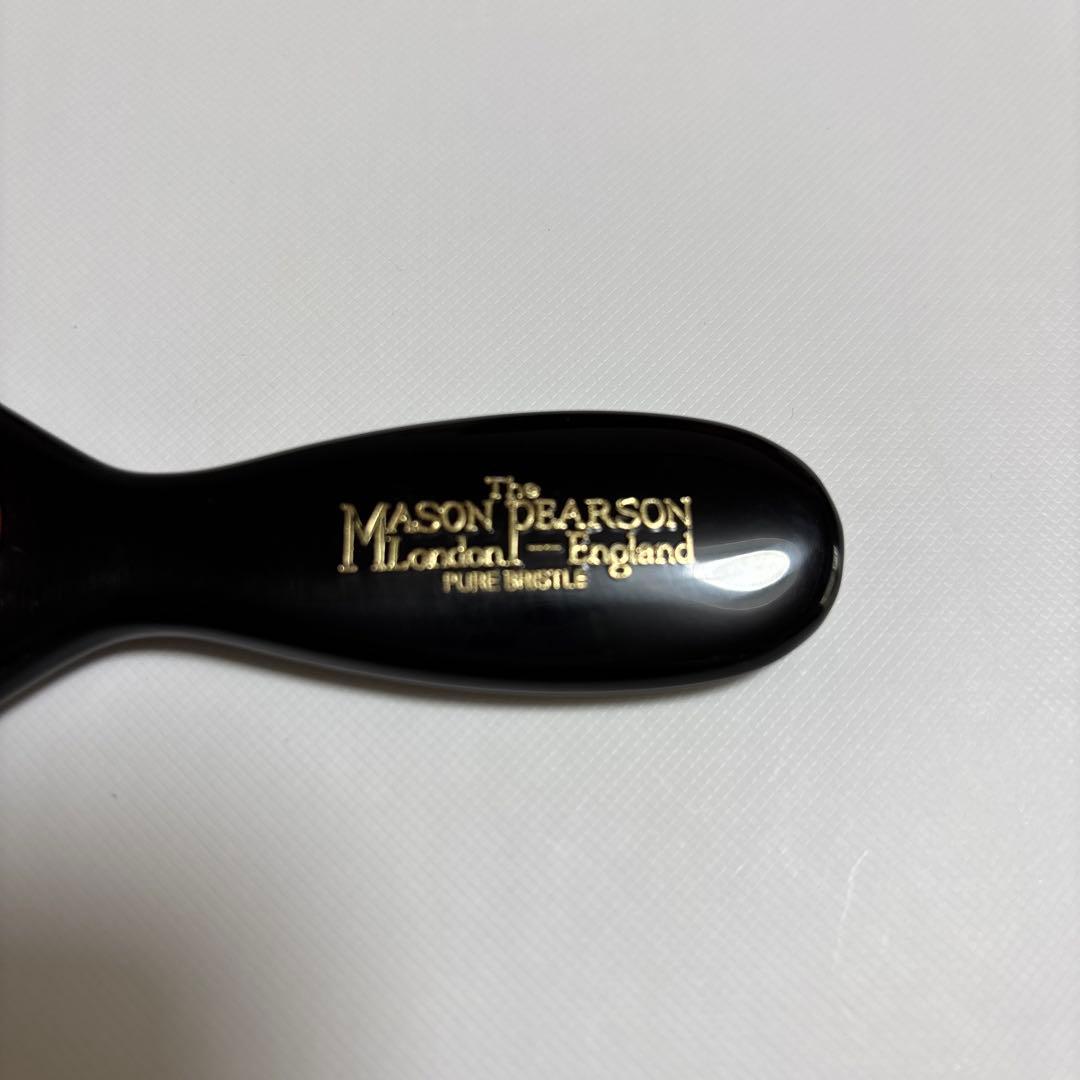 The
MASON PEARSON
London — England
PURE BRISTLE